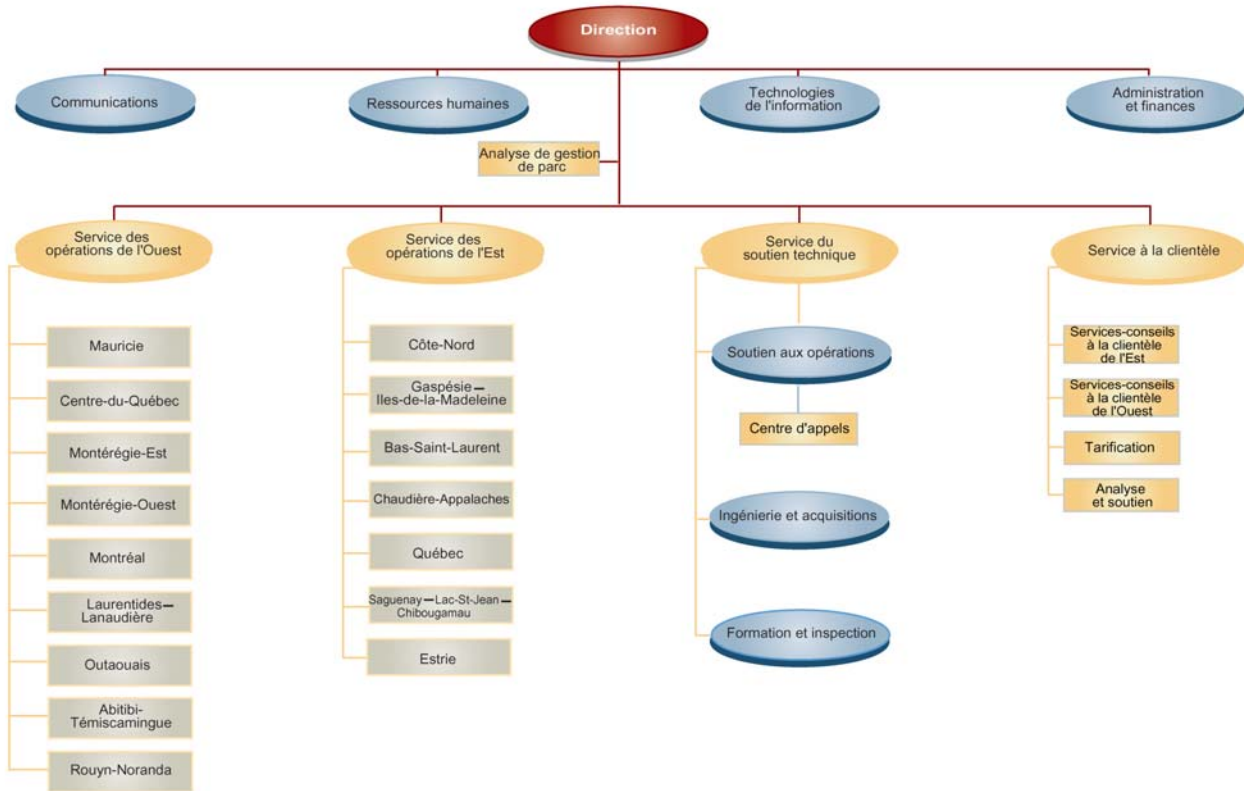 Direction
Communications
Ressources humaines
Technologies
de l'information
Administration
et finances
Analyse de gestion
de parc
Service des
opérations de l'Ouest
Service des
opérations de l'Est
Service du
soutien technique
Service à la clientèle
Mauricie
Centre-du-Québec
Montérégie-Est
Montérégie-Ouest
Montréal
Laurentides—
Lanaudière
Outaouais
Abitibi-
Témiscamingue
Rouyn-Noranda
Côte-Nord
Gaspésie—
Iles-de-la-Madeleine
Bas-Saint-Laurent
Chaudière-Appalaches
Québec
Saguenay—Lac-St-Jean—
Chibougamau
Estrie
Soutien aux opérations
Centre d'appels
Ingénierie et acquisitions
Formation et inspection
Services-conseils
à la clientèle
de l'Est
Services-conseils
à la clientèle
de l'Ouest
Tarification
Analyse
et soutien